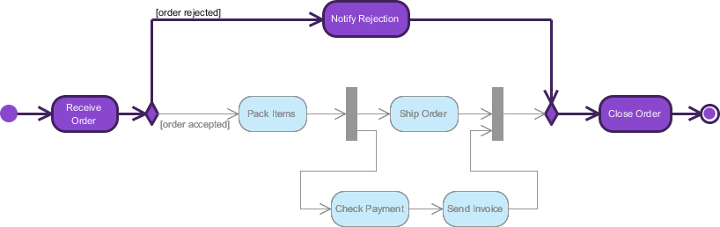 [order rejected]
Notify Rejection
Receive
Order
[order accepted]
Pack Items
Ship Order
Close Order
Check Payment
Send Invoice